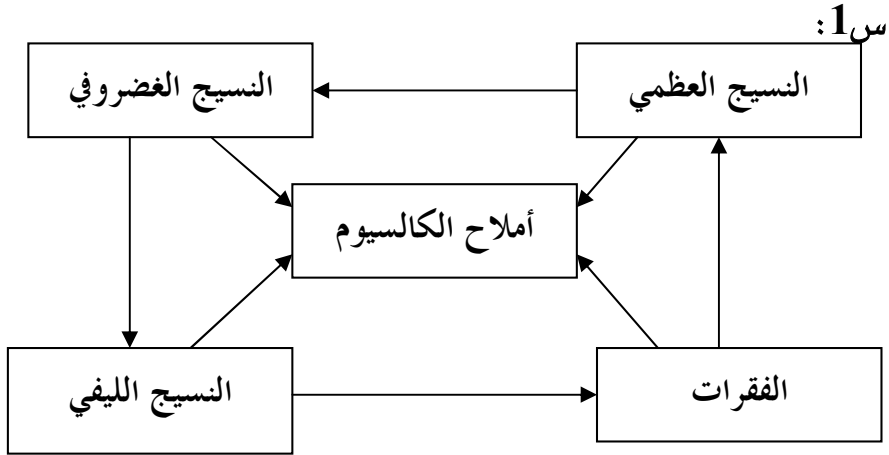 س1:
النسيج العظمي
النسيج الغضروفي
أملاح الكالسيوم
الفقرات
النسيج الليفي